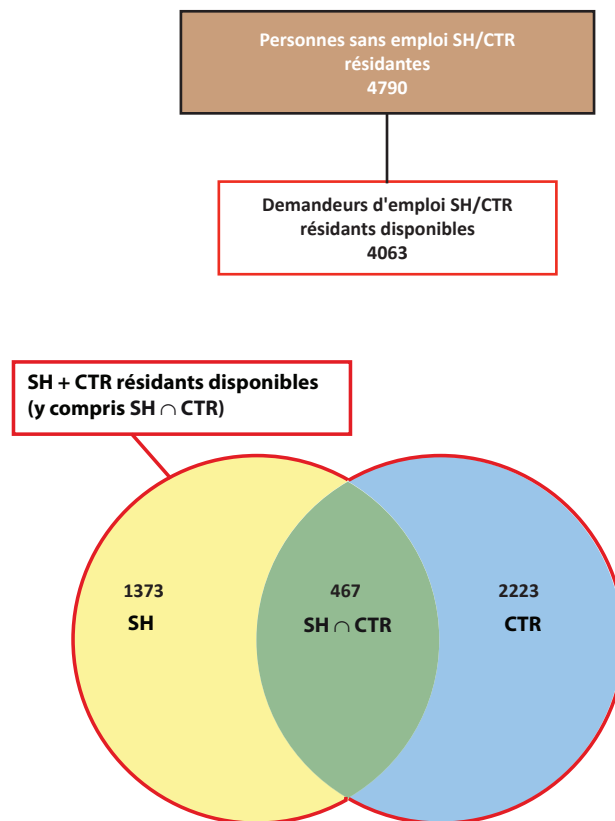 Personnes sans emploi SH/CTR
résidantes
4790
Demandeurs d'emploi SH/CTR
résidants disponibles
4063
SH + CTR résidants disponibles
(y compris SH ∩ CTR)
1373
SH
467
SH ∩ CTR
2223
CTR